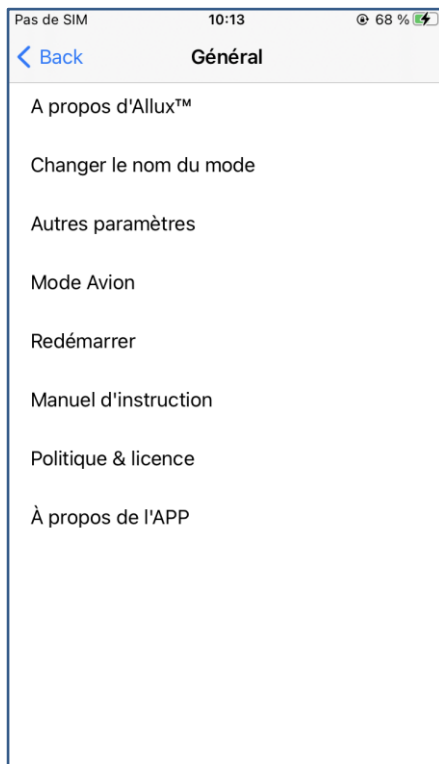 Pas de SIM 10:13 68 %
Back Général
A propos d'Allux™
Changer le nom du mode
Autres paramètres
Mode Avion
Redémarrer
Manuel d'instruction
Politique & licence
À propos de l'APP